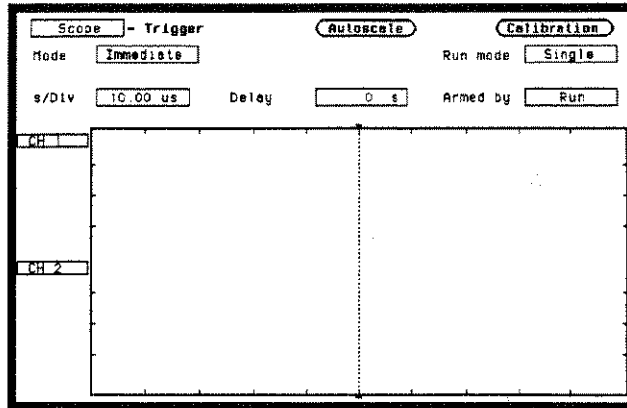 Scope - Trigger Autoscale Calibration
Mode Immediate Run mode Single
s/Div 10.00 us Delay 0 s Armed by Run
CH 1
CH 2